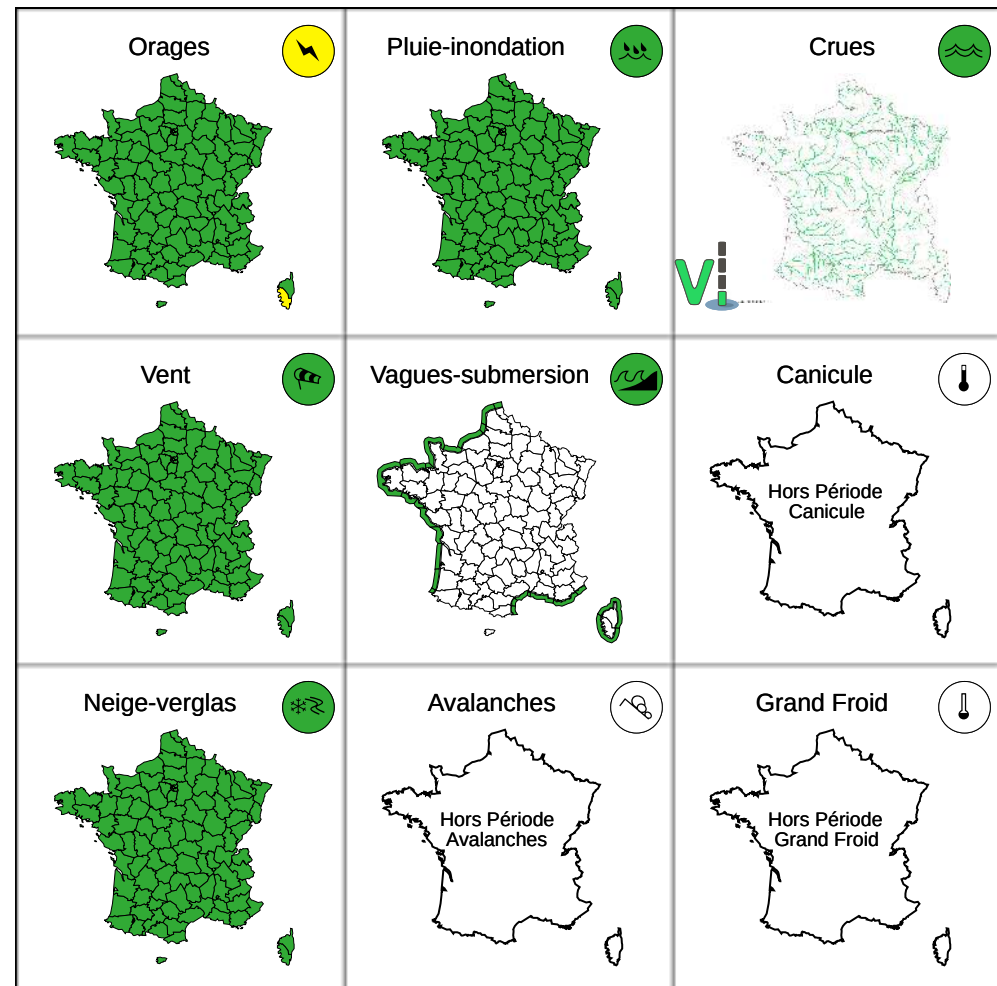 Orages
Pluie-inondation
Crues
Vi
Vent
Vagues-submersion
Canicule
Hors Période
Canicule
Neige-verglas
Avalanches
Grand Froid
Hors Période
Avalanches
Hors Période
Grand Froid